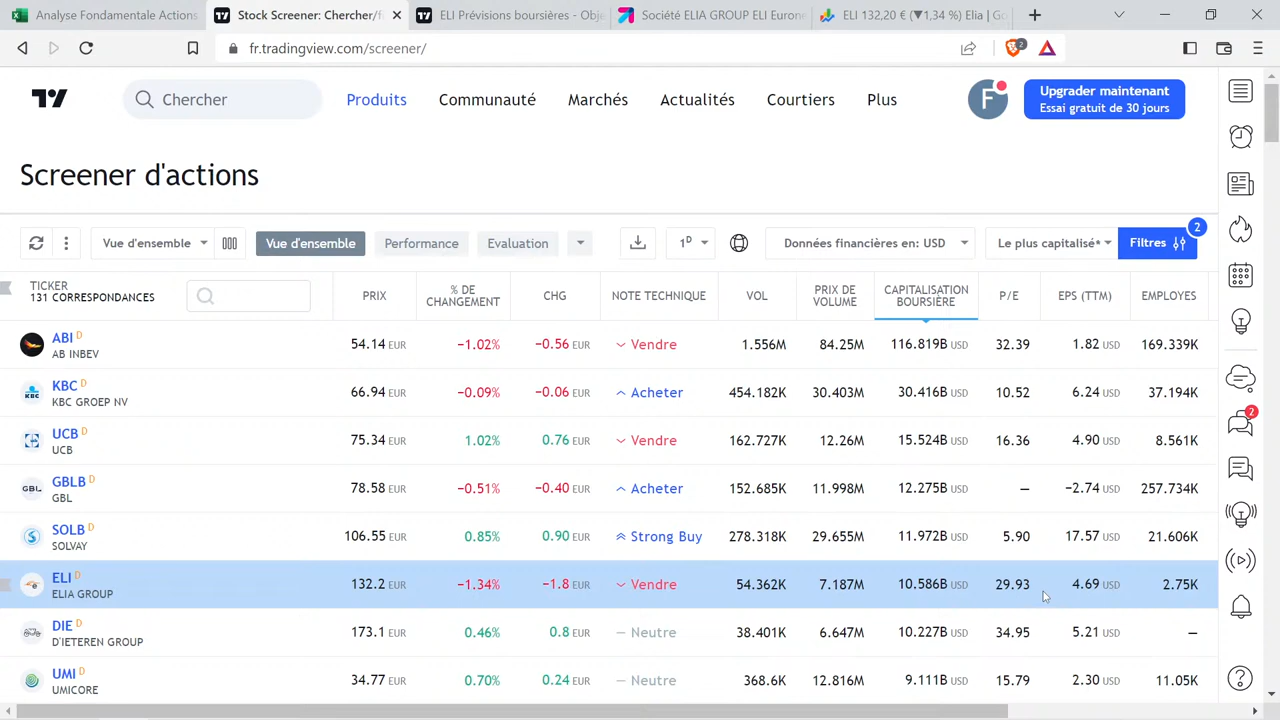 Analyse Fondamentale Actions
Stock Screener: Chercher/f
ELI Prévisions boursières - Obje
Société ELIA GROUP ELI Euron
ELI 132,20 € (▼1,34 %) Elia | Go
fr.tradingview.com/screener/
2
Chercher
Produits
Communauté
Marchés
Actualités
Courtiers
Plus
F
Upgrader maintenant
Essai gratuit de 30 jours
Screener d'actions
Vue d'ensemble
Vue d'ensemble
Performance
Evaluation
1D
Données financières en: USD
Le plus capitalisé*
Filtres
2
TICKER
131 CORRESPONDANCES
PRIX
% DE CHANGEMENT
CHG
NOTE TECHNIQUE
VOL
PRIX DE VOLUME
CAPITALISATION BOURSIÈRE
P/E
EPS (TTM)
EMPLOYES
ABI D AB INBEV 54.14 EUR −1.02% −0.56 EUR Vendre 1.556M 84.25M 116.819B USD 32.39 1.82 USD 169.339K
KBC D KBC GROEP NV 66.94 EUR −0.09% −0.06 EUR Acheter 454.182K 30.403M 30.416B USD 10.52 6.24 USD 37.194K
UCB D UCB 75.34 EUR 1.02% 0.76 EUR Vendre 162.727K 12.26M 15.524B USD 16.36 4.90 USD 8.561K
GBL. GBLB D GBL 78.58 EUR −0.51% −0.40 EUR Acheter 152.685K 11.998M 12.275B USD — −2.74 USD 257.734K
SOLB D SOLVAY 106.55 EUR 0.85% 0.90 EUR Strong Buy 278.318K 29.655M 11.972B USD 5.90 17.57 USD 21.606K
ELI D ELIA GROUP 132.2 EUR −1.34% −1.8 EUR Vendre 54.362K 7.187M 10.586B USD 29.93 4.69 USD 2.75K
DIE D D'IETEREN GROUP 173.1 EUR 0.46% 0.8 EUR — Neutre 38.401K 6.647M 10.227B USD 34.95 5.21 USD —
UMI D UMICORE 34.77 EUR 0.70% 0.24 EUR — Neutre 368.6K 12.816M 9.111B USD 15.79 2.30 USD 11.05K
2